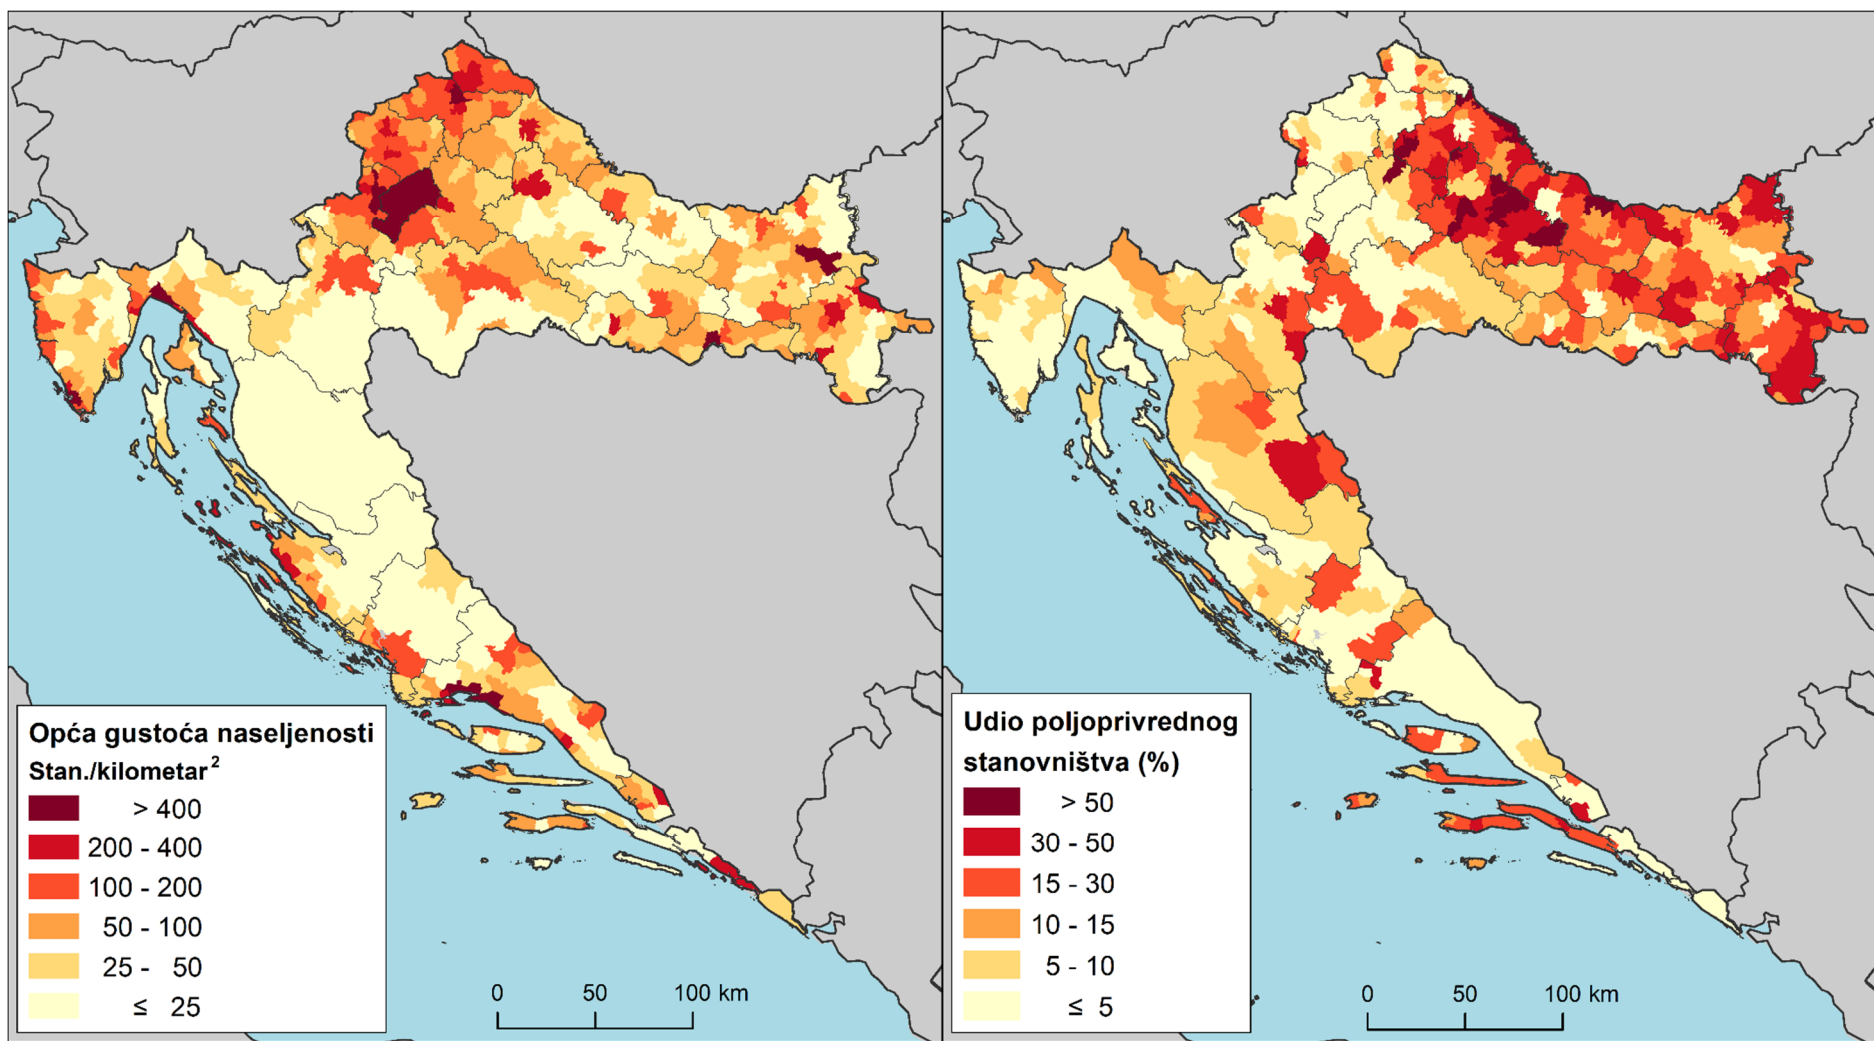 Opća gustoća naseljenosti
Stan./kilometar²
> 400
200 - 400
100 - 200
50 - 100
25 - 50
≤ 25
0 50 100 km
Udio poljoprivrednog
stanovništva (%)
> 50
30 - 50
15 - 30
10 - 15
5 - 10
≤ 5
0 50 100 km